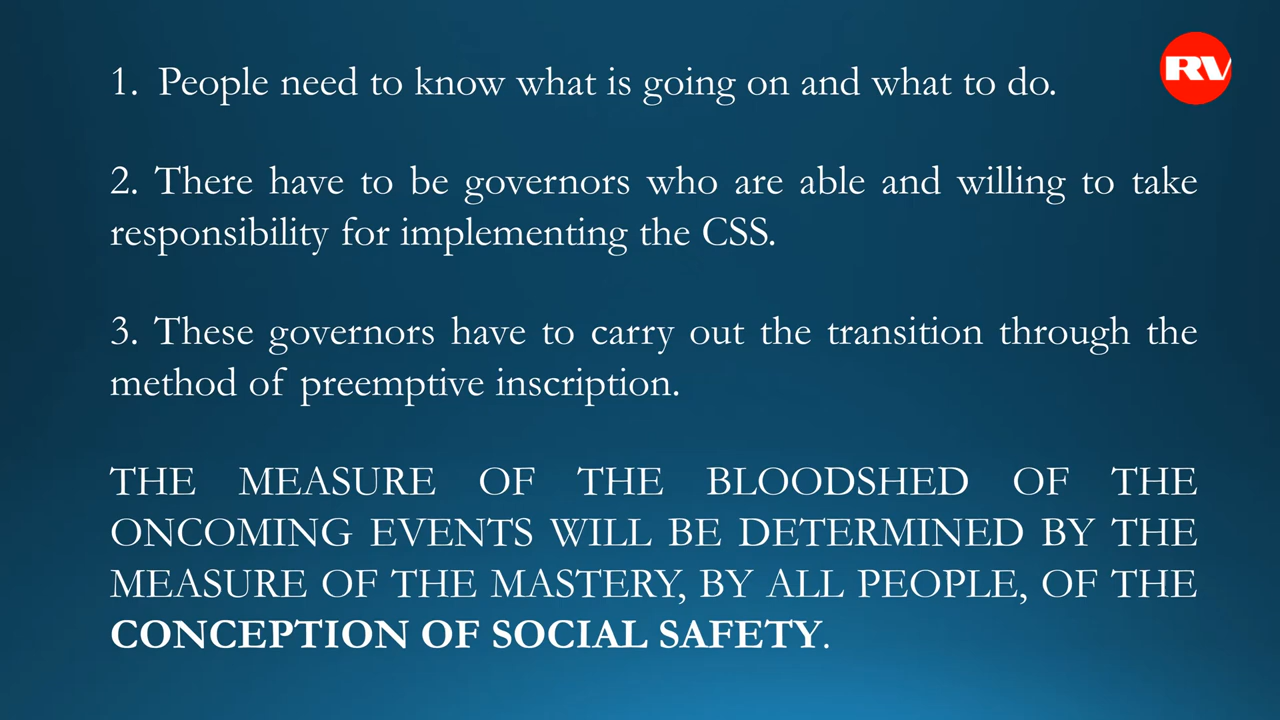 RV
1. People need to know what is going on and what to do.
2. There have to be governors who are able and willing to take
responsibility for implementing the CSS.
3. These governors have to carry out the transition through the
method of preemptive inscription.
THE MEASURE OF THE BLOODSHED OF THE
ONCOMING EVENTS WILL BE DETERMINED BY THE
MEASURE OF THE MASTERY, BY ALL PEOPLE, OF THE
CONCEPTION OF SOCIAL SAFETY.